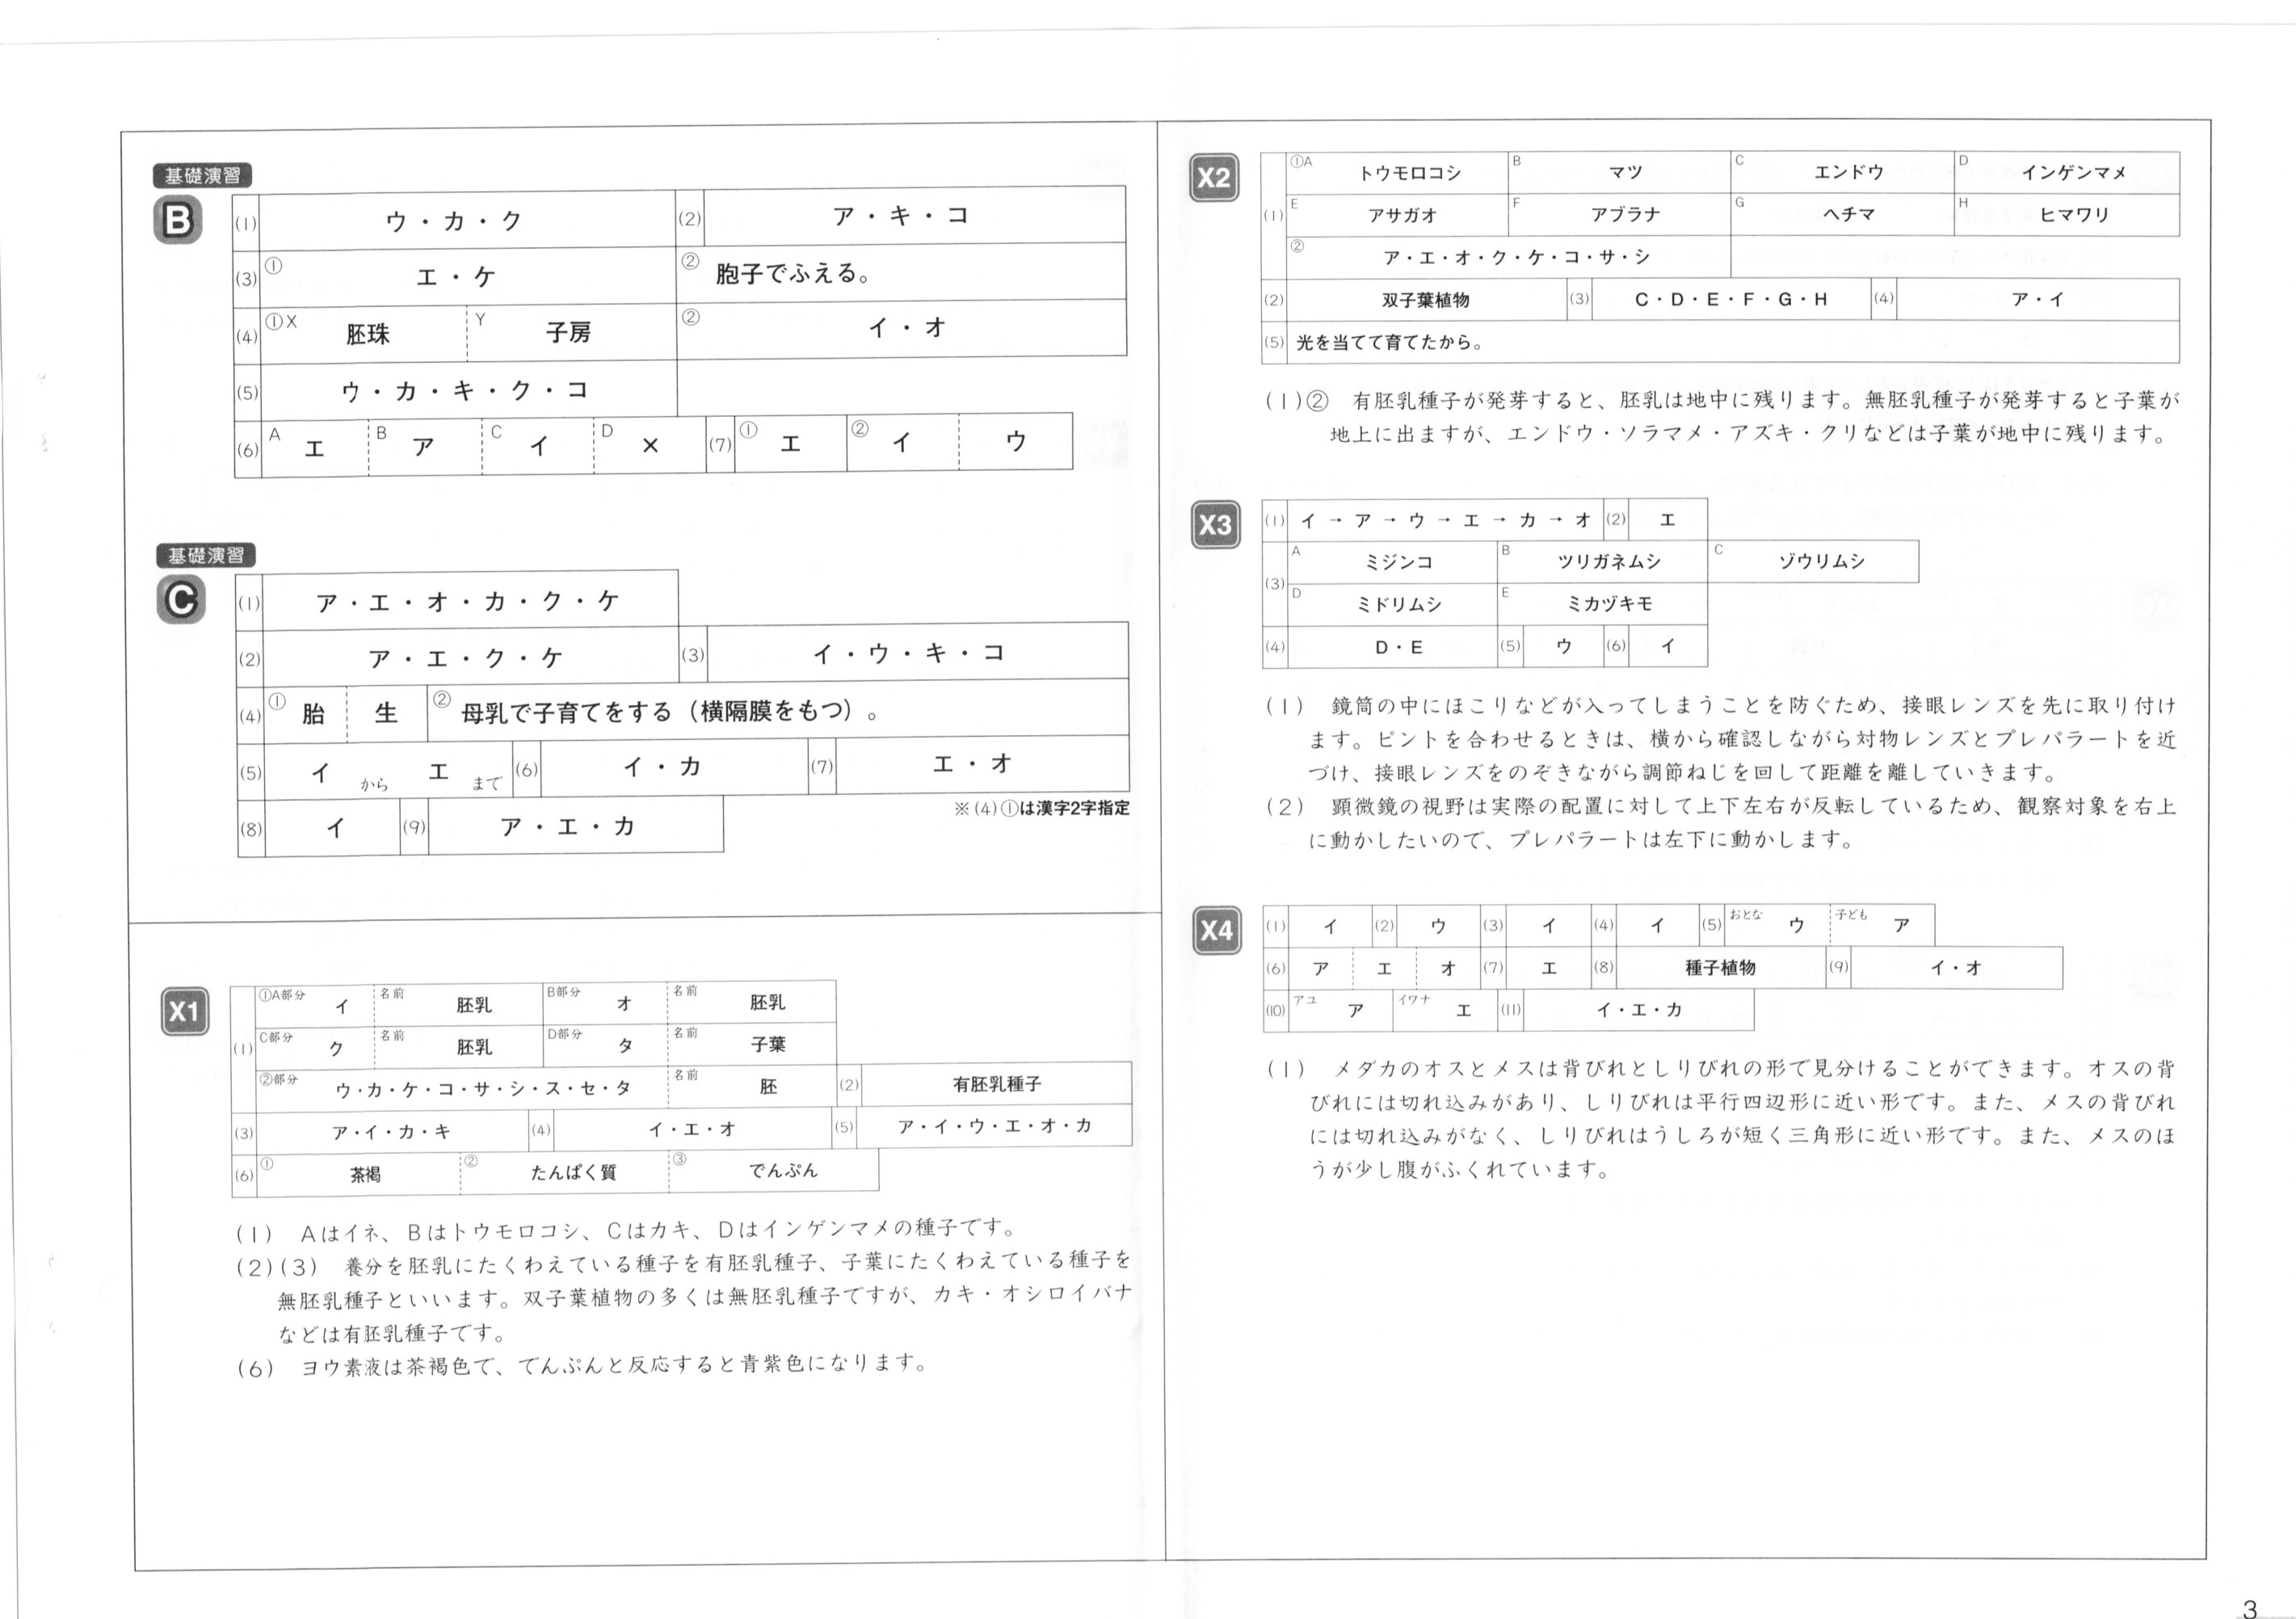 基礎演習
B
(1) ウ・カ・ク (2) ア・キ・コ
(3) ① エ・ケ ② 胞子でふえる。
(4) ①X 胚珠 Y 子房 ② イ・オ
(5) ウ・カ・キ・ク・コ
(6) A エ B ア C イ D × (7) ① エ ② イ ウ
基礎演習
C
(1) ア・エ・オ・カ・ク・ケ
(2) ア・エ・ク・ケ (3) イ・ウ・キ・コ
(4) ① 胎 生 ② 母乳で子育てをする（横隔膜をもつ）。
(5) イ から エ まで (6) イ・カ (7) エ・オ
(8) イ (9) ア・エ・カ
※(4)①は漢字2字指定
X1
(1) ①A部分 イ 名前 胚乳 B部分 オ 名前 胚乳
C部分 ク 名前 胚乳 D部分 タ 名前 子葉
②部分 ウ・カ・ケ・コ・サ・シ・ス・セ・タ 名前 胚 (2) 有胚乳種子
(3) ア・イ・カ・キ (4) イ・エ・オ (5) ア・イ・ウ・エ・オ・カ
(6) ① 茶褐 ② たんぱく質 ③ でんぷん
(1) Aはイネ、Bはトウモロコシ、Cはカキ、Dはインゲンマメの種子です。
(2)(3) 養分を胚乳にたくわえている種子を有胚乳種子、子葉にたくわえている種子を
無胚乳種子といいます。双子葉植物の多くは無胚乳種子ですが、カキ・オシロイバナ
などは有胚乳種子です。
(6) ヨウ素液は茶褐色で、でんぷんと反応すると青紫色になります。
X2
(1) ①A トウモロコシ B マツ C エンドウ D インゲンマメ
E アサガオ F アブラナ G ヘチマ H ヒマワリ
② ア・エ・オ・ク・ケ・コ・サ・シ
(2) 双子葉植物 (3) C・D・E・F・G・H (4) ア・イ
(5) 光を当てて育てたから。
(1)② 有胚乳種子が発芽すると、胚乳は地中に残ります。無胚乳種子が発芽すると子葉が
地上に出ますが、エンドウ・ソラマメ・アズキ・クリなどは子葉が地中に残ります。
X3
(1) イ→ア→ウ→エ→カ→オ (2) エ
(3) A ミジンコ B ツリガネムシ C ゾウリムシ
D ミドリムシ E ミカヅキモ
(4) D・E (5) ウ (6) イ
(1) 鏡筒の中にほこりなどが入ってしまうことを防ぐため、接眼レンズを先に取り付け
ます。ピントを合わせるときは、横から確認しながら対物レンズとプレパラートを近
づけ、接眼レンズをのぞきながら調節ねじを回して距離を離していきます。
(2) 顕微鏡の視野は実際の配置に対して上下左右が反転しているため、観察対象を右上
に動かしたいので、プレパラートは左下に動かします。
X4
(1) イ (2) ウ (3) イ (4) イ (5) おとな ウ 子ども ア
(6) ア エ オ (7) エ (8) 種子植物 (9) イ・オ
(10) アユ ア イワナ エ (11) イ・エ・カ
(1) メダカのオスとメスは背びれとしりびれの形で見分けることができます。オスの背
びれには切れ込みがあり、しりびれは平行四辺形に近い形です。また、メスの背びれ
には切れ込みがなく、しりびれはうしろが短く三角形に近い形です。また、メスのほ
うが少し腹がふくれています。
3